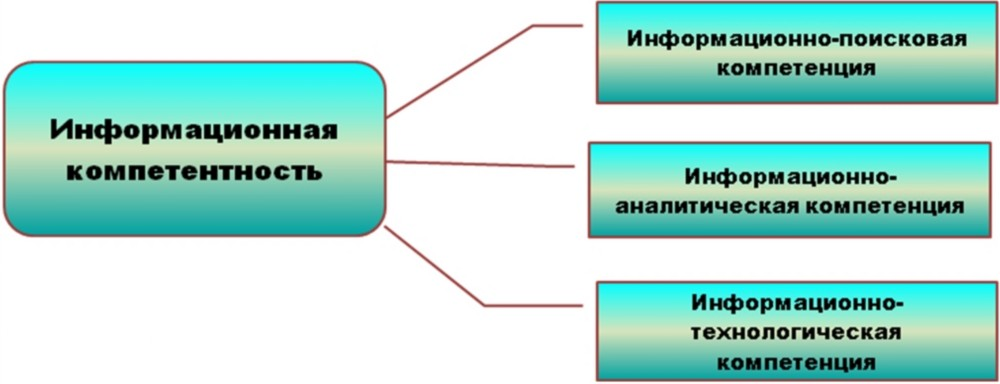 Информационная
компетентность
Информационно-поисковая
компетенция
Информационно-
аналитическая компетенция
Информационно-
технологическая
компетенция